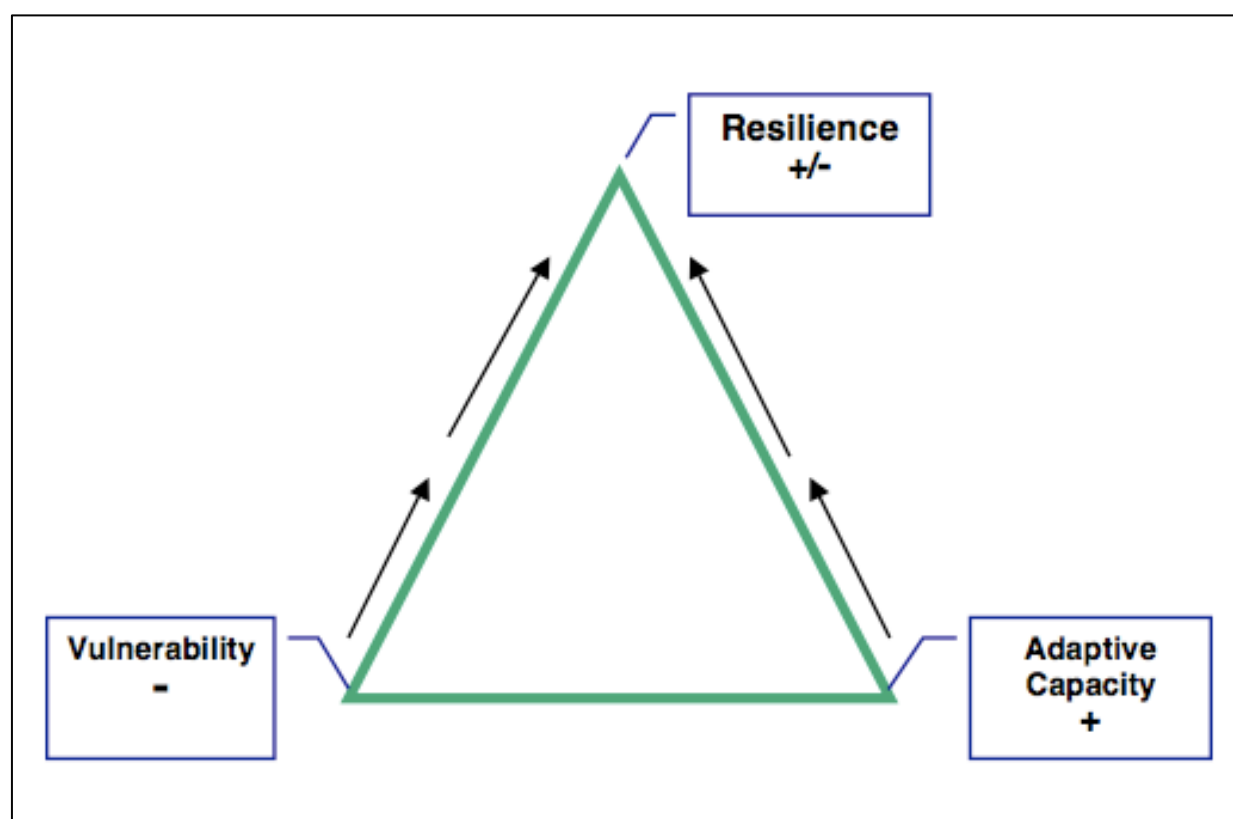 Resilience
+/-
Vulnerability
-
Adaptive
Capacity
+